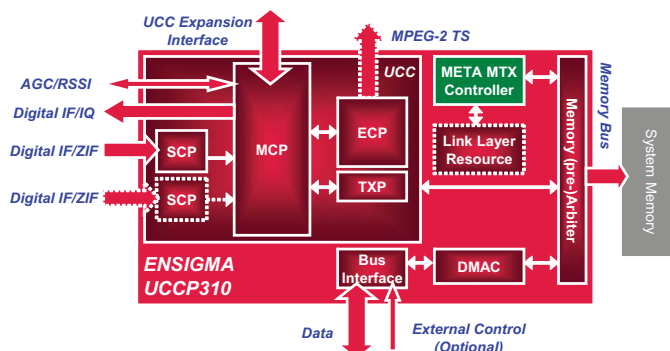 UCC Expansion
Interface
MPEG-2 TS
AGC/RSSI
Digital IF/IQ
Digital IF/ZIF
Digital IF/ZIF
UCC
SCP
SCP
MCP
ECP
TXP
META MTX
Controller
Link Layer
Resource
Memory (pre-)Arbiter
Memory Bus
System Memory
Bus
Interface
DMAC
ENSIGMA
UCCP310
Data
External Control
(Optional)